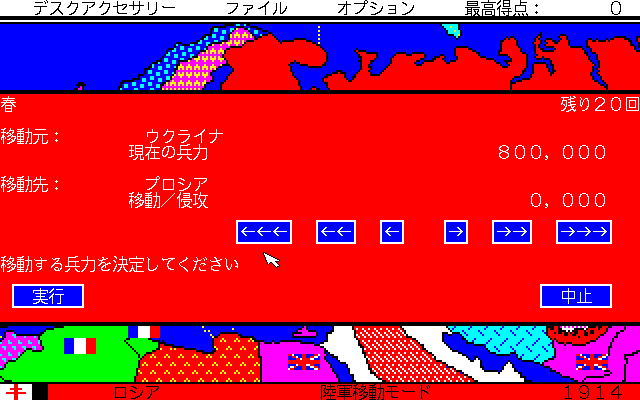 デスクアクセサリー ファイル オプション 最高得点： ０
春 残り２０回
移動元： ウクライナ
現在の兵力 ８００，０００
移動先： プロシア
移動／侵攻 ０，０００
←←← ←← ← → →→ →→→
移動する兵力を決定してください
実行 中止
ロシア 陸軍移動モード １９１４